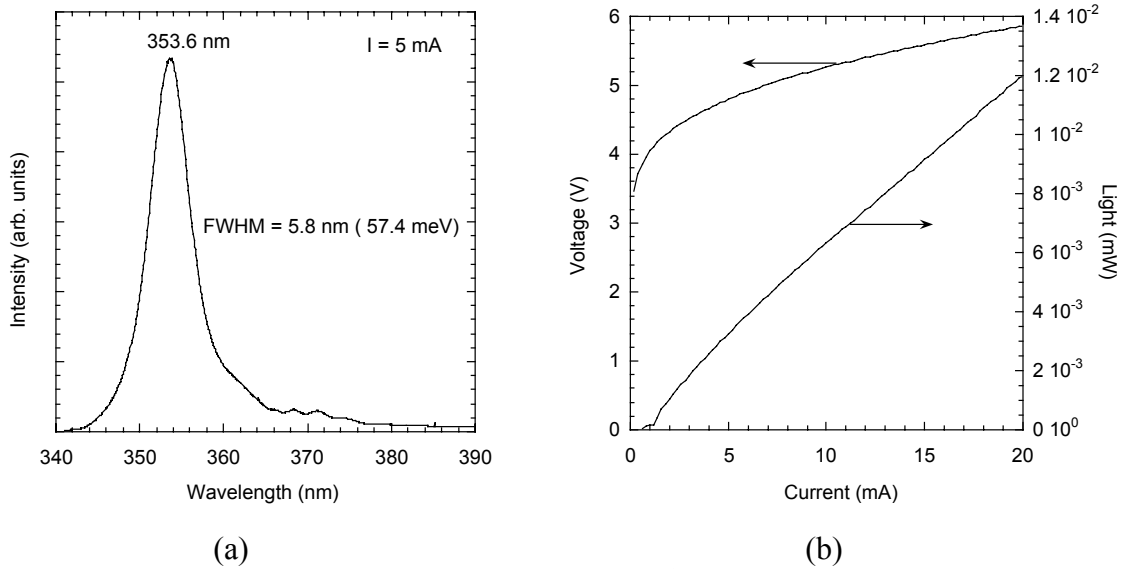 353.6 nm
I = 5 mA
FWHM = 5.8 nm ( 57.4 meV)
Intensity (arb. units)
340 350 360 370 380 390
Wavelength (nm)
(a)
6
5
4
3
2
1
0
Voltage (V)
1.4 10⁻²
1.2 10⁻²
1 10⁻²
8 10⁻³
6 10⁻³
4 10⁻³
2 10⁻³
0 10⁰
Light (mW)
0 5 10 15 20
Current (mA)
(b)